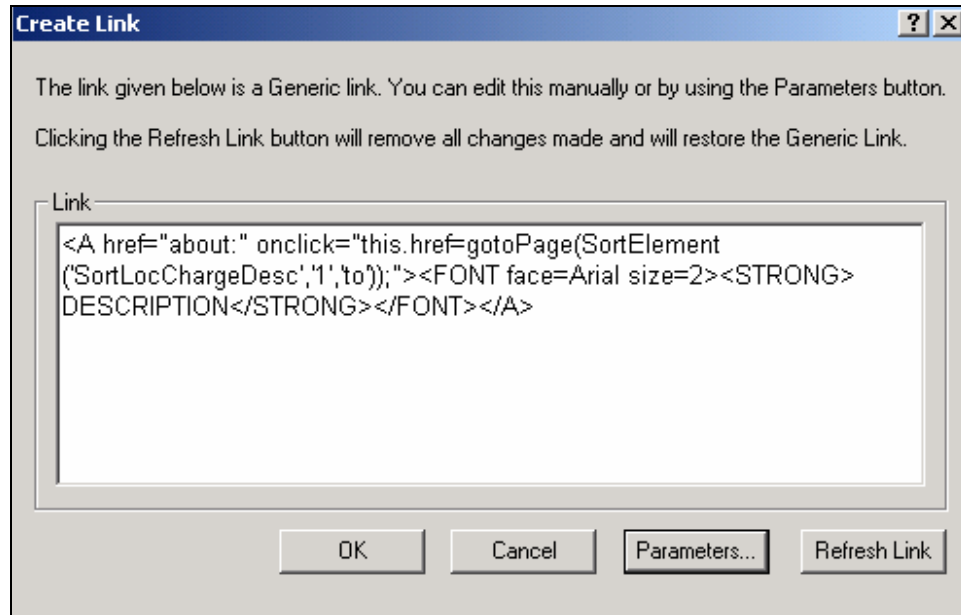 Create Link
The link given below is a Generic link. You can edit this manually or by using the Parameters button.
Clicking the Refresh Link button will remove all changes made and will restore the Generic Link.
Link
<A href="about:" onclick="this.href=gotoPage(SortElement
('SortLocChargeDesc','1','to'));"><FONT face=Arial size=2><STRONG>
DESCRIPTION</STRONG></FONT></A>
OK Cancel Parameters... Refresh Link